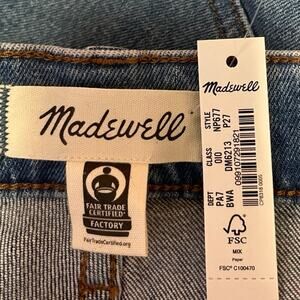 Madewell
FAIR TRADE
CERTIFIED
FACTORY
FairTradeCertified.org
Madewell
DEPT CLASS STYLE
PA7 010 NP677
BWA DM6213 P27
099107291821
FSC
MIX
Paper
FSC® C100470